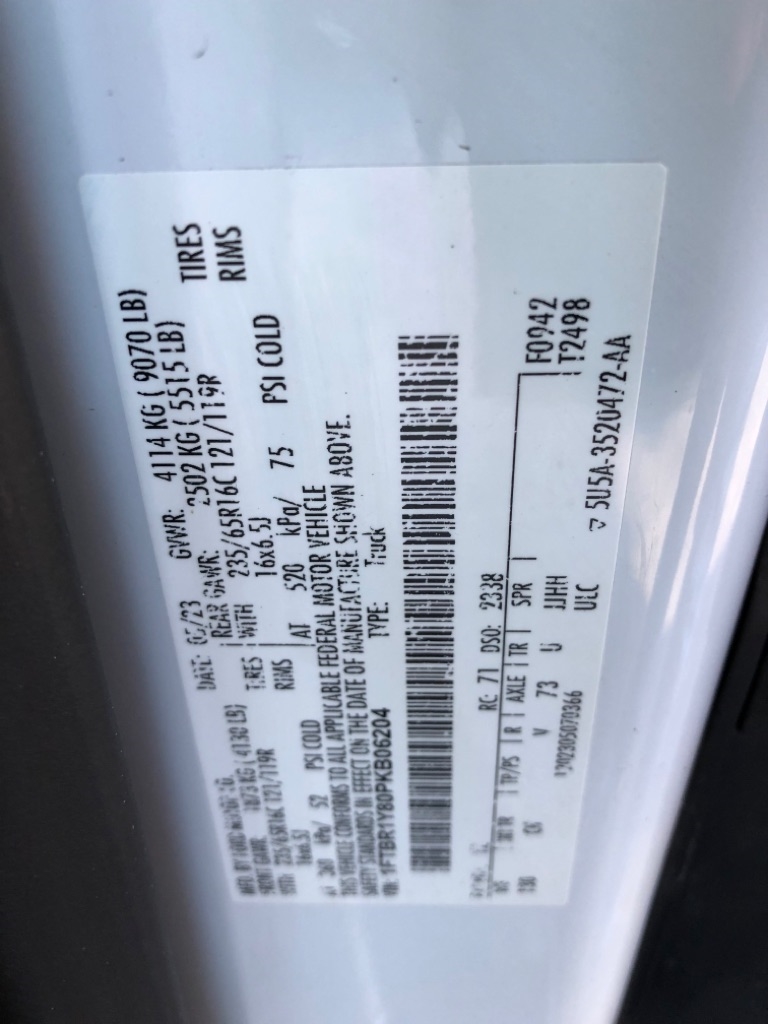 MFD. BY FORD MOTOR CO. DATE: 05/23 GVWR: 4114 KG ( 9070 LB)
FRONT GAWR: 1873 KG ( 4130 LB) REAR GAWR: 2502 KG ( 5515 LB)
WITH 235/65R16C 121/119R TIRES WITH 235/65R16C 121/119R TIRES
16x6.5J RIMS 16x6.5J RIMS
AT 360 kPa/ 52 PSI COLD AT 520 kPa/ 75 PSI COLD
THIS VEHICLE CONFORMS TO ALL APPLICABLE FEDERAL MOTOR VEHICLE
SAFETY STANDARDS IN EFFECT ON THE DATE OF MANUFACTURE SHOWN ABOVE.
VIN: 1FTBR1Y80PKB06204 TYPE: Truck
RC: 71 DSO: 2338
TP/PS R AXLE TR SPR F0942
130 V 73 U JJHH T2498
ULC
5U5A-3520472-AA